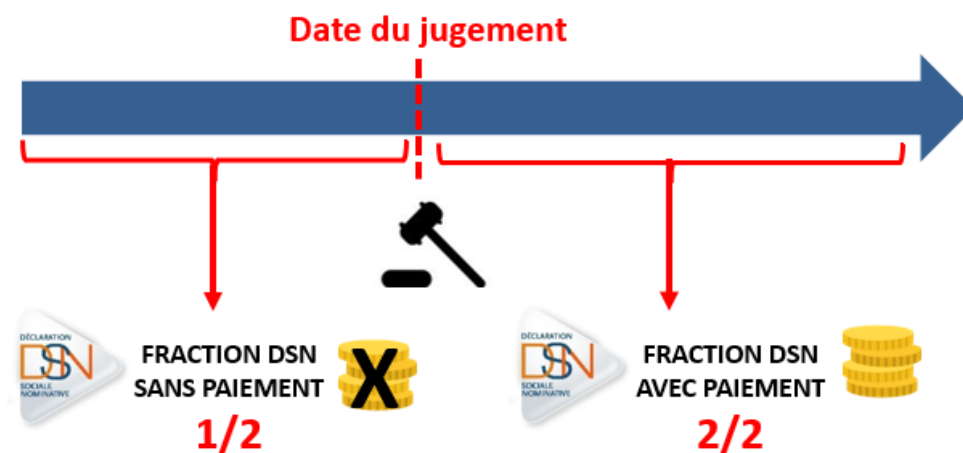 Date du jugement
DÉCLARATION
DSN
SOCIALE
NOMINATIVE
FRACTION DSN
SANS PAIEMENT
X
1/2
DÉCLARATION
DSN
SOCIALE
NOMINATIVE
FRACTION DSN
AVEC PAIEMENT
2/2